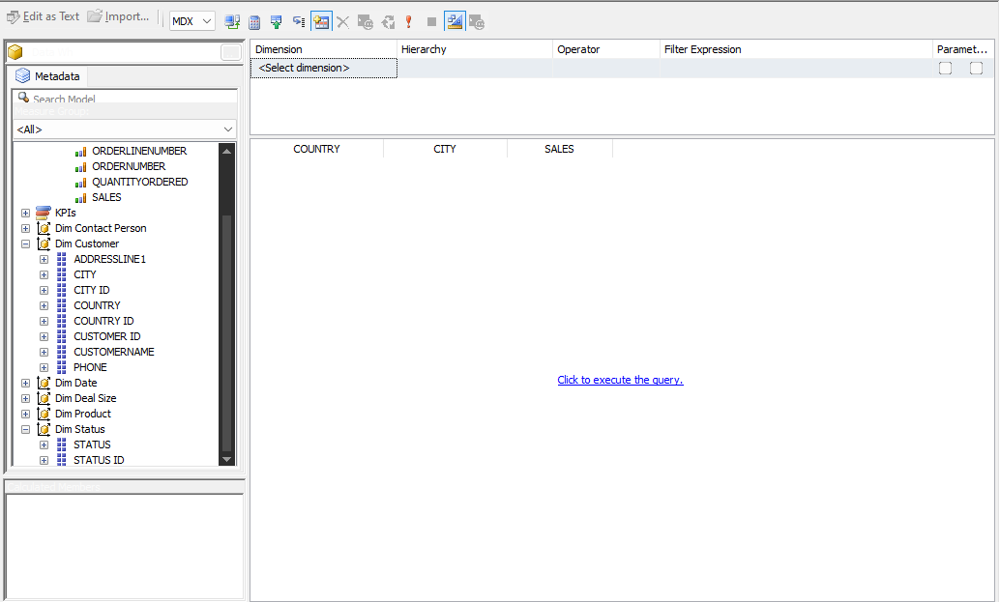 Edit as Text Import... MDX
Metadata
Search Model
Measure Group:
<All>
ORDERLINENUMBER
ORDERNUMBER
QUANTITYORDERED
SALES
KPIs
Dim Contact Person
Dim Customer
ADDRESSLINE1
CITY
CITY ID
COUNTRY
COUNTRY ID
CUSTOMER ID
CUSTOMERNAME
PHONE
Dim Date
Dim Deal Size
Dim Product
Dim Status
STATUS
STATUS ID
Dimension Hierarchy Operator Filter Expression Paramet...
<Select dimension>
COUNTRY CITY SALES
Click to execute the query.